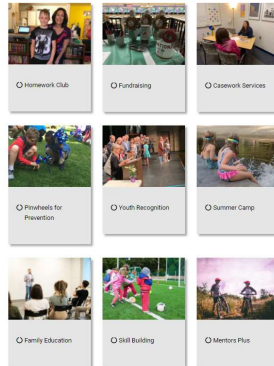 Homework Club
Fundraising
Casework Services
Pinwheels for
Prevention
Youth Recognition
Summer Camp
Family Education
Skill Building
Mentors Plus